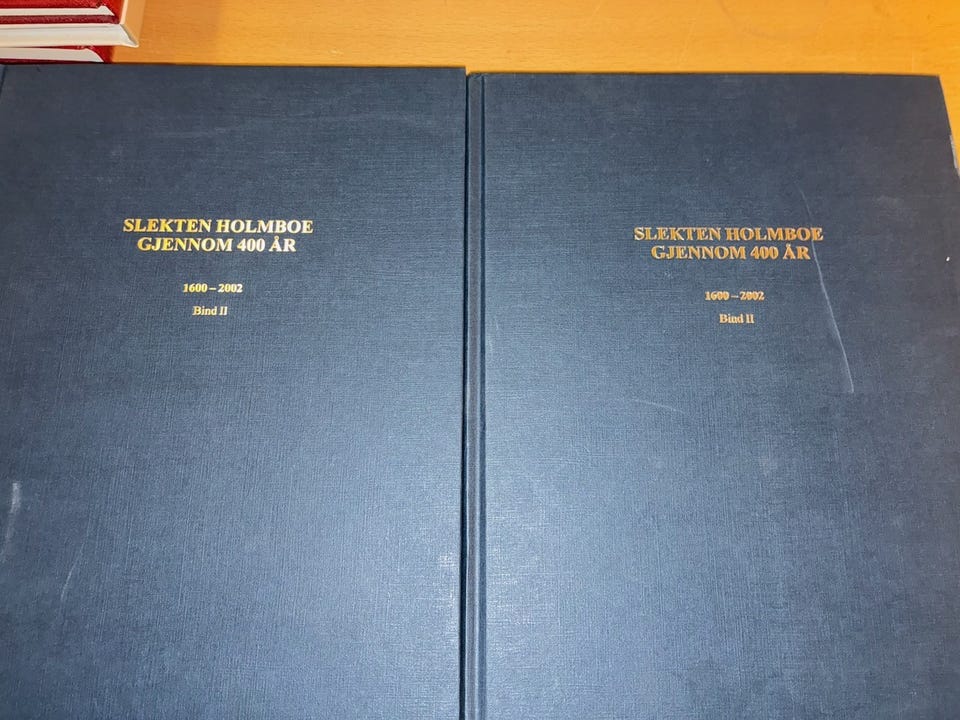 SLEKTEN HOLMBOE
GJENNOM 400 ÅR
1600 – 2002
Bind II
SLEKTEN HOLMBOE
GJENNOM 400 ÅR
1600 – 2002
Bind II